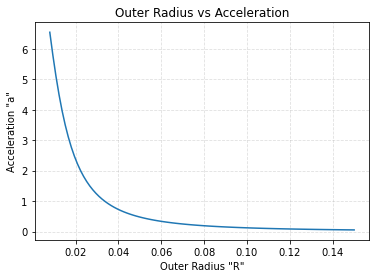 Outer Radius vs Acceleration
6
5
4
3
2
1
0
Acceleration "a"
0.02 0.04 0.06 0.08 0.10 0.12 0.14
Outer Radius "R"